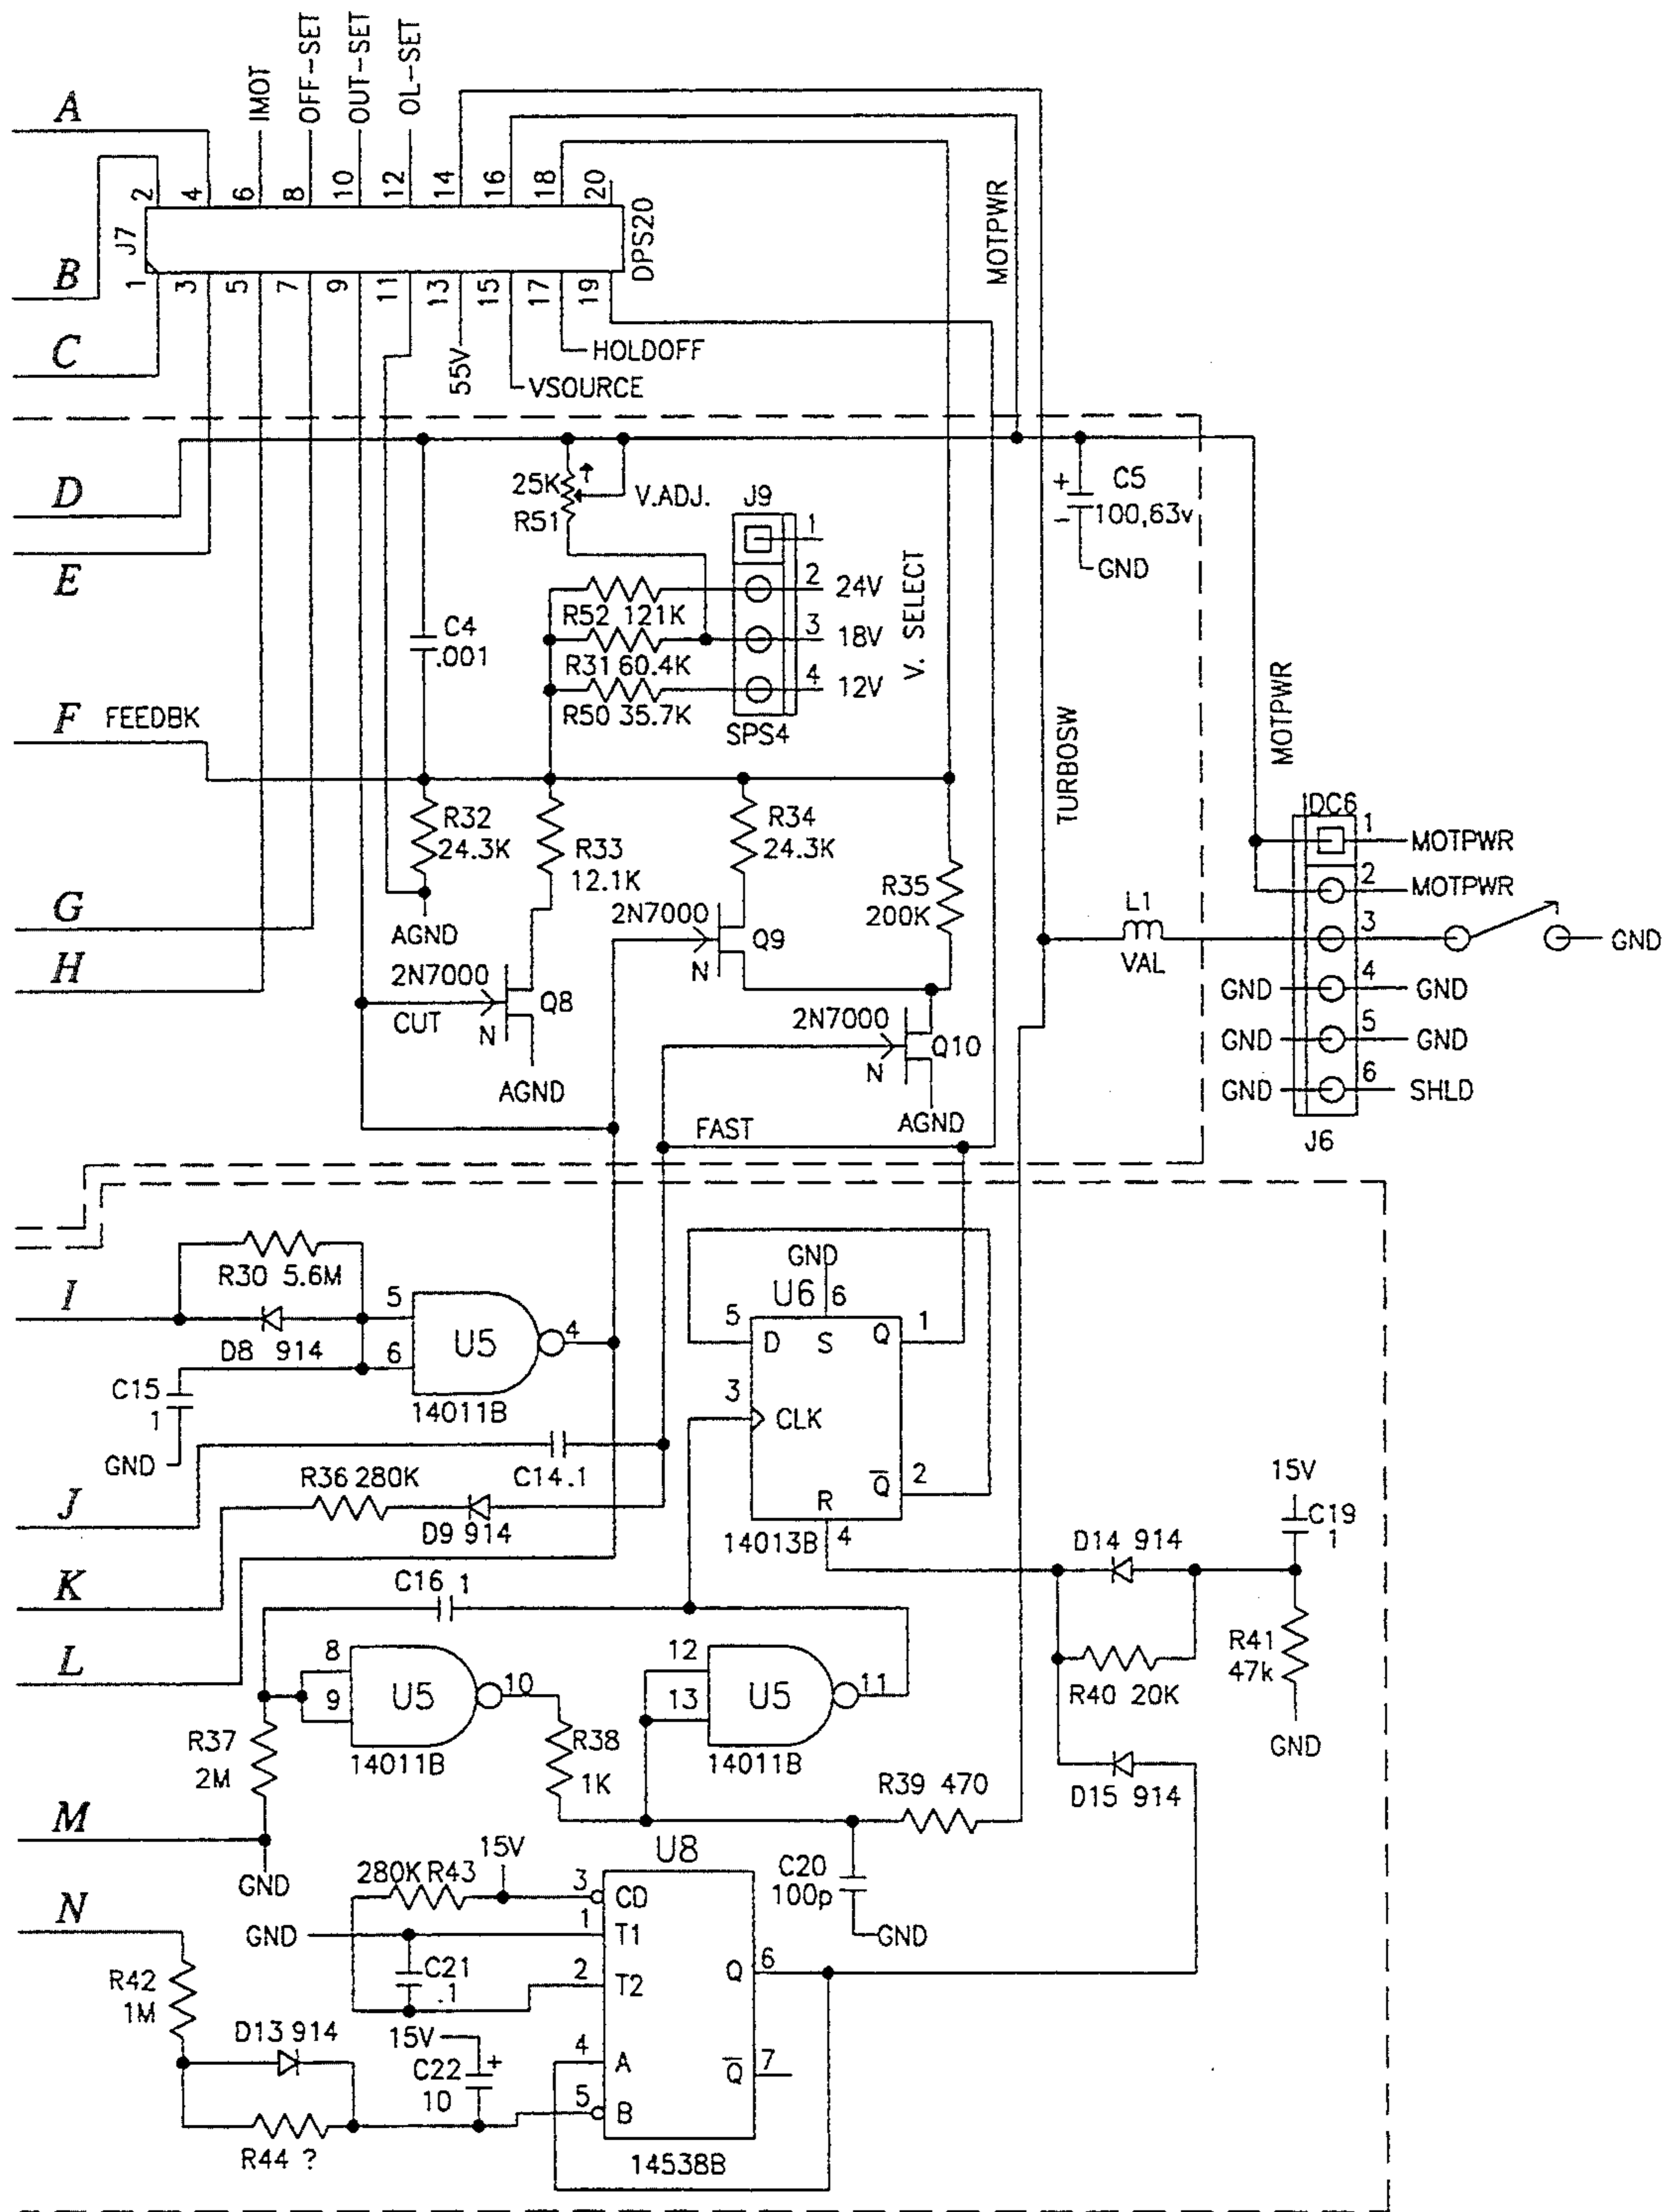 A
B
C
D
E
F FEEDBK
G
H
I
J
K
L
M
N
IMOT
OFF-SET
OUT-SET
OL-SET
2 4 6 8 10 12 14 16 18 20
J7
DPS20
1 3 5 7 9 11 13 15 17 19
55V
HOLDOFF
VSOURCE
MOTPWR
25K
R51
V.ADJ.
J9
1
2 24V
3 18V
4 12V
V. SELECT
SPS4
R52 121K
R31 60.4K
R50 35.7K
C4
.001
+
C5
100,63v
-
GND
TURBOSW
MOTPWR
R32
24.3K
AGND
R33
12.1K
R34
24.3K
R35
200K
2N7000
Q9
N
2N7000
Q8
CUT
N
AGND
2N7000
Q10
N
AGND
FAST
L1
VAL
DC6
1 MOTPWR
2 MOTPWR
3
GND
GND 4 GND
GND 5 GND
GND 6 SHLD
J6
R30 5.6M
D8 914
C15
1
GND
5
6
U5
4
14011B
C14 .1
R36 280K
D9 914
GND
U6
6
5
D S Q
1
3
CLK
Q
2
R
14013B
4
15V
C19
1
D14 914
R40 20K
R41
47k
GND
D15 914
C16 1
8
9
U5
10
14011B
R37
2M
GND
R38
1K
12
13
U5
11
14011B
R39 470
C20
100p
GND
U8
15V
280K R43
3
CD
GND
1
T1
C21
.1
2
T2
Q
6
R42
1M
D13 914
15V
C22
10
+
4
A
Q
7
5
B
R44 ?
14538B